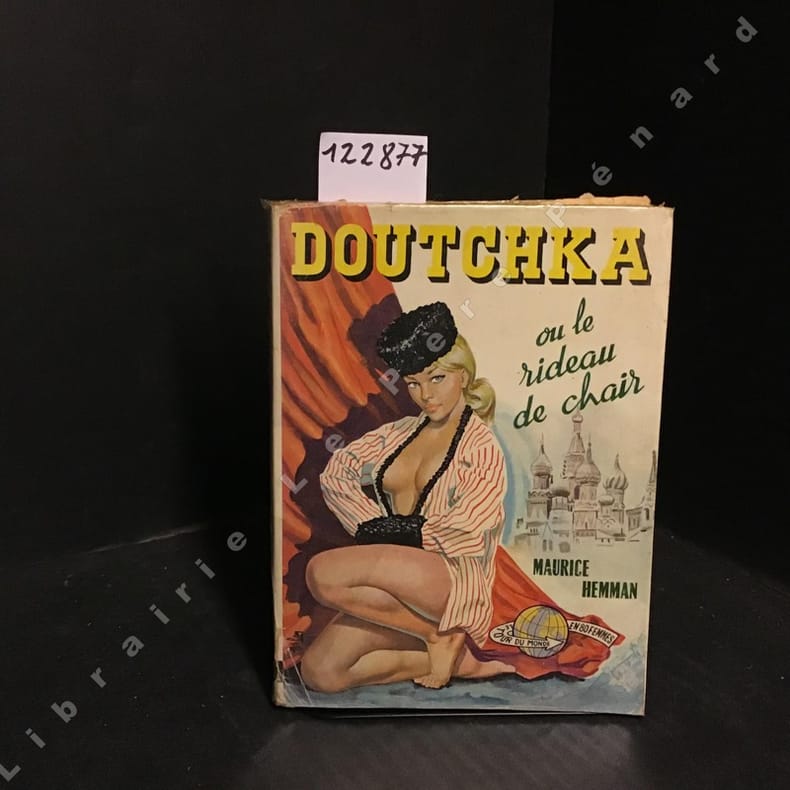 122877
DOUTCHKA
ou le
rideau
de chair
MAURICE
HEMMAN
LE TOUR DU MONDE
EN 80 FEMMES
Librairie Le Père Pénard